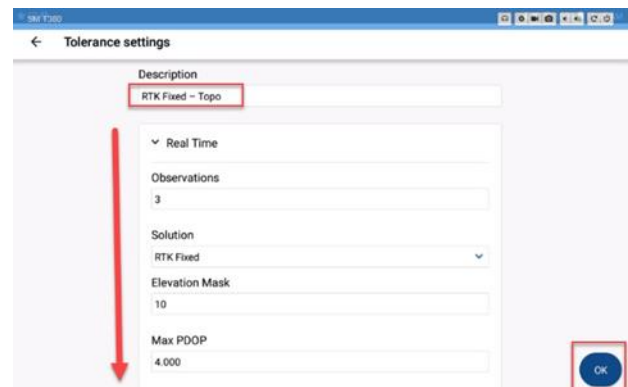 SM T380
Tolerance settings
Description
RTK Fixed – Topo
Real Time
Observations
3
Solution
RTK Fixed
Elevation Mask
10
Max PDOP
4.000
OK